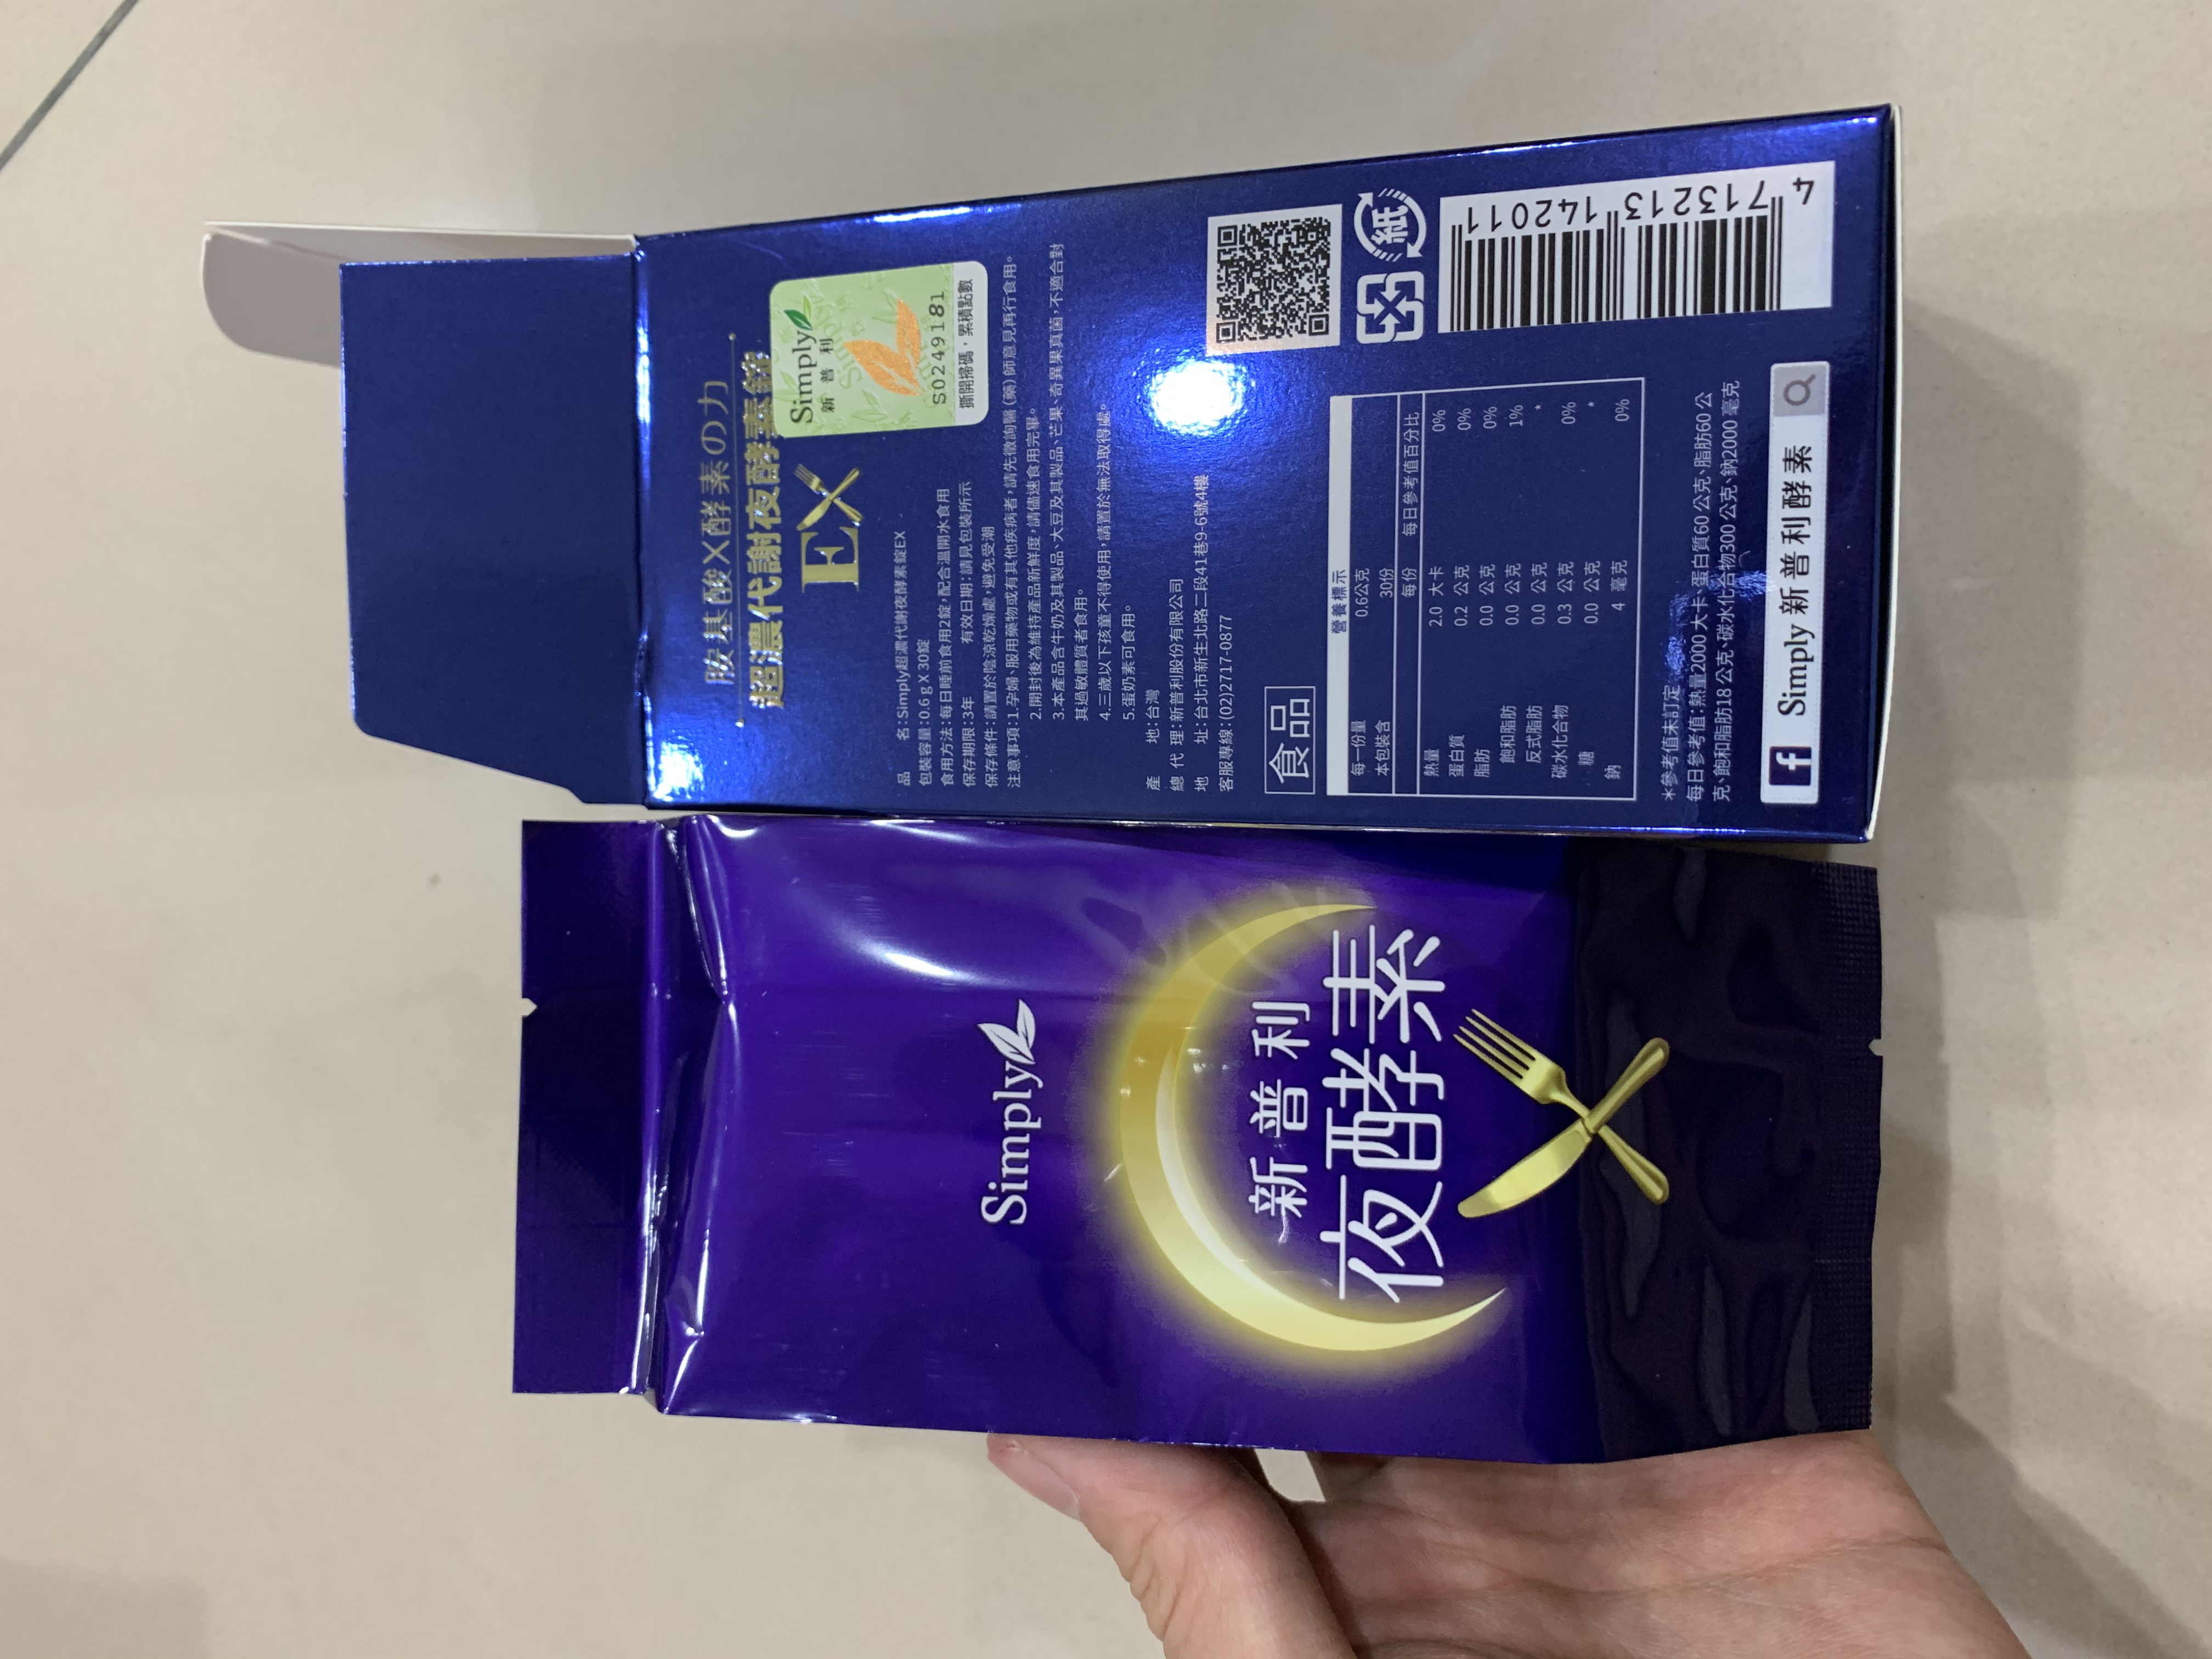 胺基酸X酵素の力
超濃代謝夜酵素錠
EX
Simply
新普利
S0249181
撕開掃碼，累積點數
品　　名：Simply超濃代謝夜酵素錠EX
包裝容量：0.6 g X 30錠
食用方法：每日睡前食用2錠，配合溫開水食用
保存期限：3年　　有效日期：請見包裝所示
保存條件：請置於陰涼乾燥處，避免受潮
注意事項：1.孕婦、服用藥物或有其他疾病者，請先徵詢醫(藥)師意見再行食用。
2.開封後為維持產品新鮮度，請儘速食用完畢。
3.本產品含牛奶及其製品、大豆及其製品、芒果、奇異果、真菌，不適合對
其過敏體質者食用。
4.三歲以下孩童不得使用，請置於無法取得處。
5.蛋奶素可食用。
產　　地：台灣
總 代 理：新普利股份有限公司
地　　址：台北市新生北路二段41巷9-6號4樓
客服專線：(02)2717-0877
食品
營養標示
每一份量 0.6公克
本包裝含 30份
每份 每日參考值百分比
熱量 2.0 大卡 0%
蛋白質 0.2 公克 0%
脂肪 0.0 公克 0%
飽和脂肪 0.0 公克 1%
反式脂肪 0.0 公克 *
碳水化合物 0.3 公克 0%
糖 0.0 公克 *
鈉 4 毫克 0%
*參考值未訂定
每日參考值：熱量2000 大卡、蛋白質60 公克、脂肪60 公
克、飽和脂肪18 公克、碳水化合物300 公克、鈉2000 毫克
f Simply 新普利酵素
紙
4 713213 142011
Simply
新普利
夜酵素